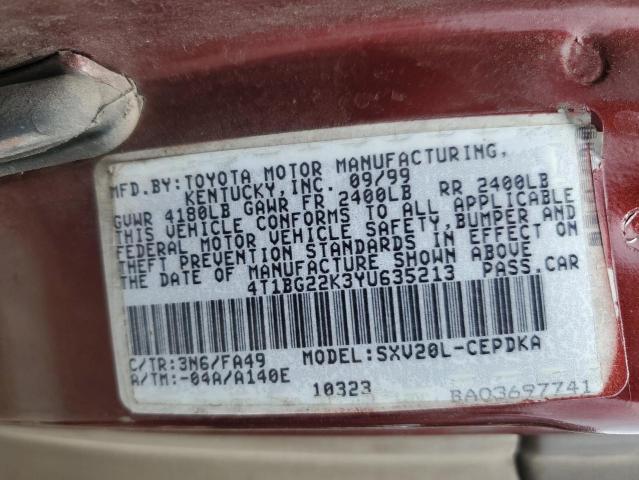 MFD.BY:TOYOTA MOTOR MANUFACTURING,
KENTUCKY,INC. 09/99
GVWR 4180LB GAWR FR 2400LB RR 2400LB
THIS VEHICLE CONFORMS TO ALL APPLICABLE
FEDERAL MOTOR VEHICLE SAFETY,BUMPER AND
THEFT PREVENTION STANDARDS IN EFFECT ON
THE DATE OF MANUFACTURE SHOWN ABOVE
4T1BG22K3YU635213 PASS.CAR
C/TR:3N6/FA49 MODEL:SXV20L-CEPDKA
A/TM:-04A/A140E
10323 BA03697741